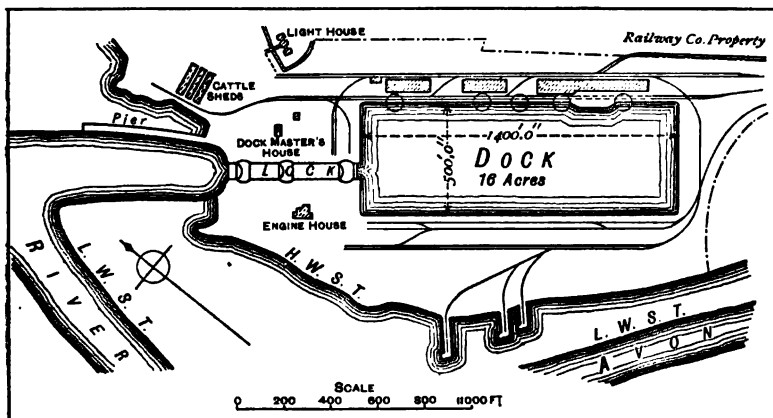 LIGHT HOUSE
Railway Co. Property
CATTLE
SHEDS
Pier
DOCK MASTER'S
HOUSE
LOCK
1400'.0"
500'.0"
DOCK
16 Acres
ENGINE HOUSE
H.W.S.T.
L.W.S.T.
RIVER
L.W.S.T.
AVON
SCALE
0 200 400 600 800 1000 FT